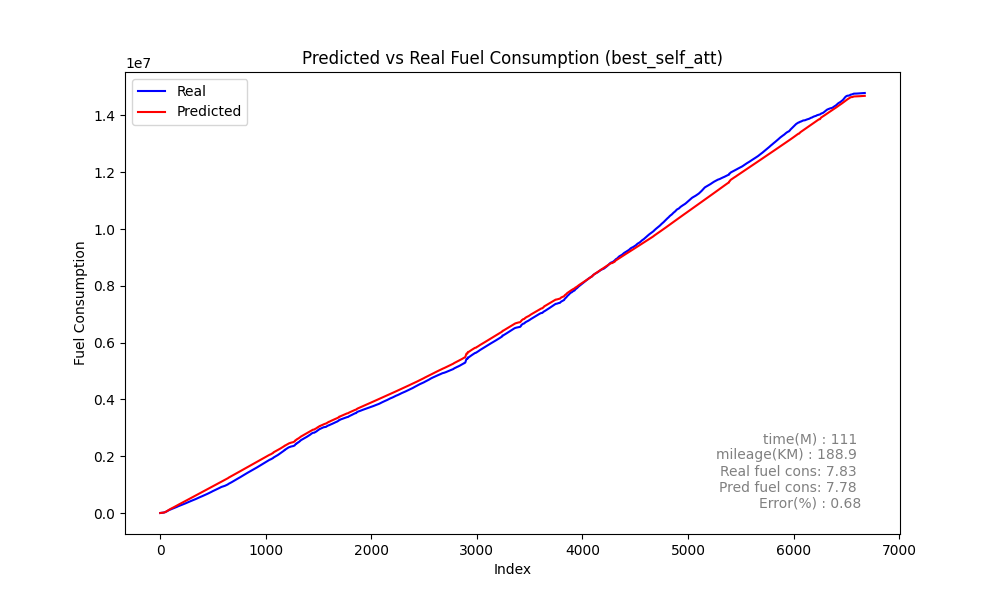 Predicted vs Real Fuel Consumption (best_self_att)
1e7
Real
Predicted
1.4
1.2
1.0
0.8
0.6
0.4
0.2
0.0
Fuel Consumption
time(M) : 111
mileage(KM) : 188.9
Real fuel cons: 7.83
Pred fuel cons: 7.78
Error(%) : 0.68
0 1000 2000 3000 4000 5000 6000 7000
Index